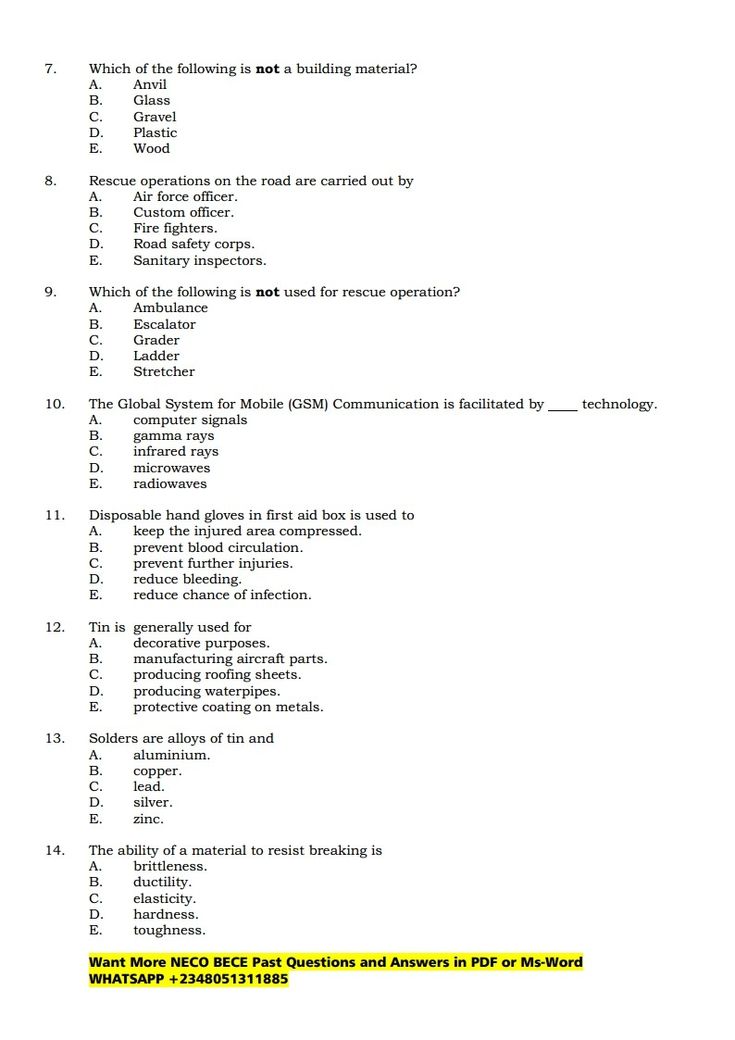 7. Which of the following is not a building material?
A. Anvil
B. Glass
C. Gravel
D. Plastic
E. Wood
8. Rescue operations on the road are carried out by
A. Air force officer.
B. Custom officer.
C. Fire fighters.
D. Road safety corps.
E. Sanitary inspectors.
9. Which of the following is not used for rescue operation?
A. Ambulance
B. Escalator
C. Grader
D. Ladder
E. Stretcher
10. The Global System for Mobile (GSM) Communication is facilitated by ____ technology.
A. computer signals
B. gamma rays
C. infrared rays
D. microwaves
E. radiowaves
11. Disposable hand gloves in first aid box is used to
A. keep the injured area compressed.
B. prevent blood circulation.
C. prevent further injuries.
D. reduce bleeding.
E. reduce chance of infection.
12. Tin is generally used for
A. decorative purposes.
B. manufacturing aircraft parts.
C. producing roofing sheets.
D. producing waterpipes.
E. protective coating on metals.
13. Solders are alloys of tin and
A. aluminium.
B. copper.
C. lead.
D. silver.
E. zinc.
14. The ability of a material to resist breaking is
A. brittleness.
B. ductility.
C. elasticity.
D. hardness.
E. toughness.
Want More NECO BECE Past Questions and Answers in PDF or Ms-Word
WHATSAPP +2348051311885